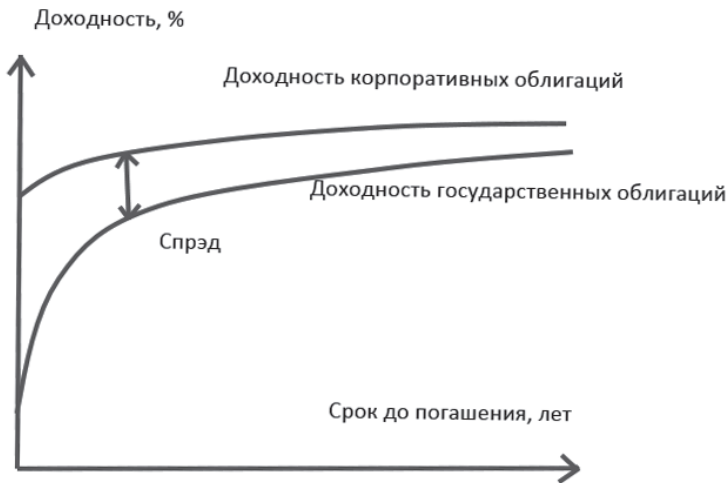 Доходность, %
Доходность корпоративных облигаций
Доходность государственных облигаций
Спрэд
Срок до погашения, лет